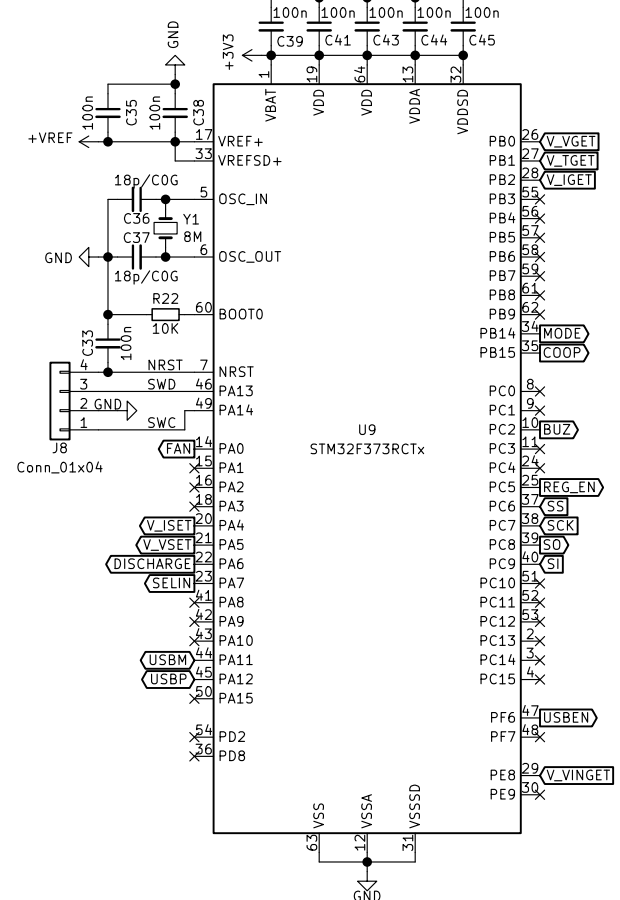 100n 100n 100n 100n 100n
C39 C41 C43 C44 C45
+3V3
GND
1 19 64 13 32
VBAT VDD VDD VDDA VDDSD
100n C35 100n C38
+VREF
17 VREF+
33 VREFSD+
18p/C0G
5 OSC_IN
C36 Y1
C37 8M
GND
6 OSC_OUT
18p/C0G
R22
60 BOOT0
10K
C33 100n
4 NRST 7 NRST
3 SWD 46 PA13
2 GND 49 PA14
1 SWC
J8
Conn_01x04
U9
STM32F373RCTx
FAN 14 PA0
15 PA1
16 PA2
18 PA3
V_ISET 20 PA4
V_VSET 21 PA5
DISCHARGE 22 PA6
SELIN 23 PA7
41 PA8
42 PA9
43 PA10
USBM 44 PA11
USBP 45 PA12
50 PA15
54 PD2
36 PD8
PB0 26 V_VGET
PB1 27 V_TGET
PB2 28 V_IGET
PB3 55
PB4 56
PB5 57
PB6 58
PB7 59
PB8 61
PB9 62
PB14 34 MODE
PB15 35 COOP
PC0 8
PC1 9
PC2 10 BUZ
PC3 11
PC4 24
PC5 25 REG_EN
PC6 37 SS
PC7 38 SCK
PC8 39 SO
PC9 40 SI
PC10 51
PC11 52
PC12 53
PC13 2
PC14 3
PC15 4
PF6 47 USBEN
PF7 48
PE8 29 V_VINGET
PE9 30
VSS VSSA VSSSD
63 12 31
GND